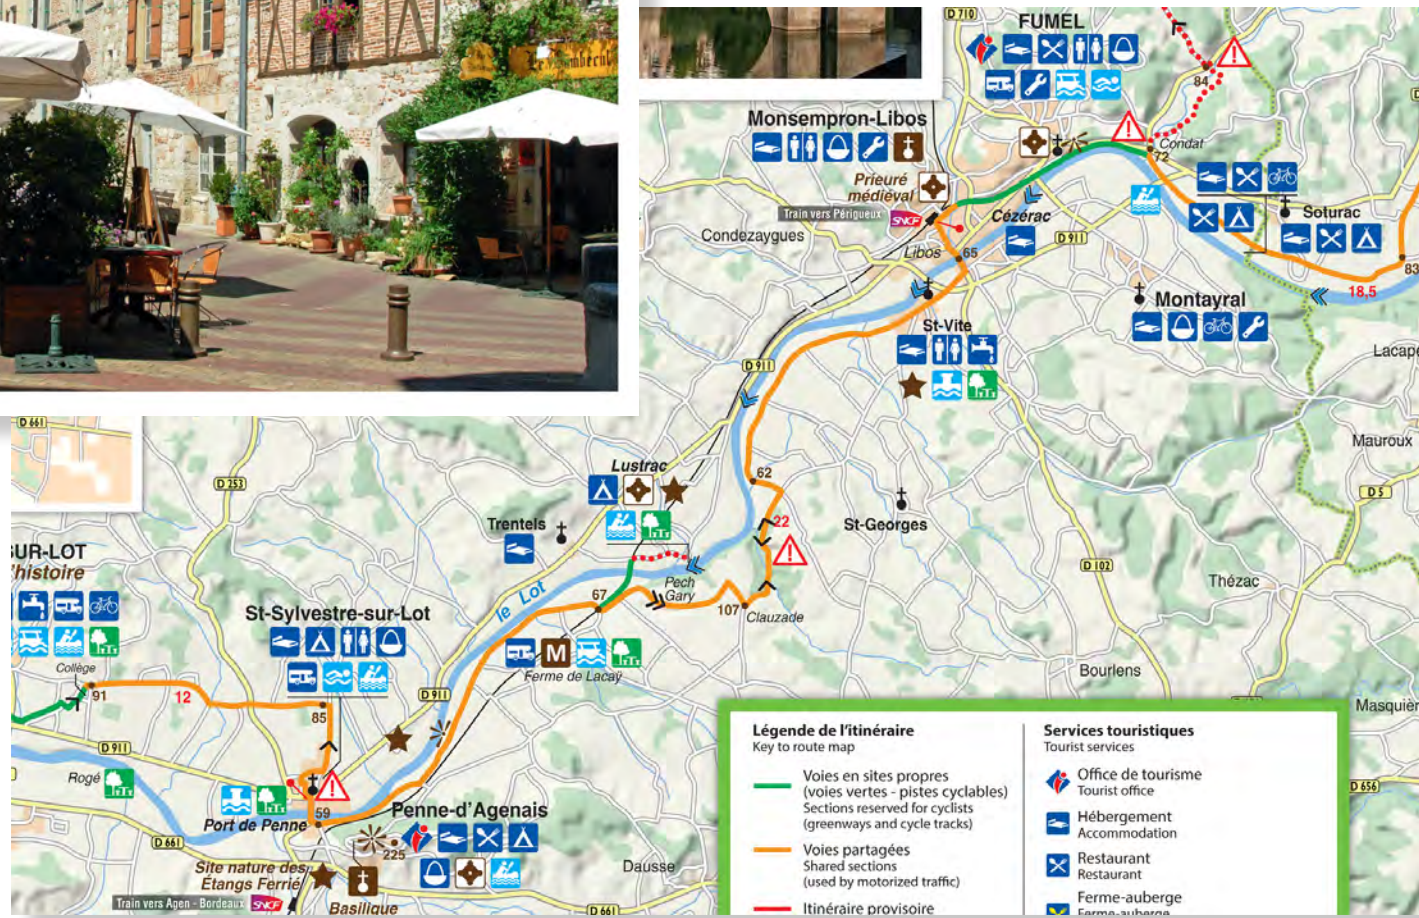 D 710
FUMEL
84
Monsempron-Libos
Condat
72
Prieuré
médiéval
Train vers Périgueux
SNCF
Cézérac
Soturac
Condezaygues
D 911
Libos
65
83
18,5
Montayral
St-Vite
Lacape
D 911
D 661
Mauroux
Lustrac
62
D 253
D 5
22
Trentels
St-Georges
SUR-LOT
l'histoire
D 102
Pech
Gary
Thézac
le Lot
67
107
Clauzade
St-Sylvestre-sur-Lot
M
Ferme de Lacaÿ
Collège
91
12
Bourlens
D 911
85
Masquièr
D 911
Rogé
Port de Penne
59
Penne-d'Agenais
D 661
225
Site nature des
Étangs Ferrié
Dausse
Train vers Agen - Bordeaux
SNCF
Basilique
D 661
D 656
Légende de l'itinéraire
Key to route map
Voies en sites propres
(voies vertes - pistes cyclables)
Sections reserved for cyclists
(greenways and cycle tracks)
Voies partagées
Shared sections
(used by motorized traffic)
Itinéraire provisoire
Services touristiques
Tourist services
Office de tourisme
Tourist office
Hébergement
Accommodation
Restaurant
Restaurant
Ferme-auberge
Ferme-auberge